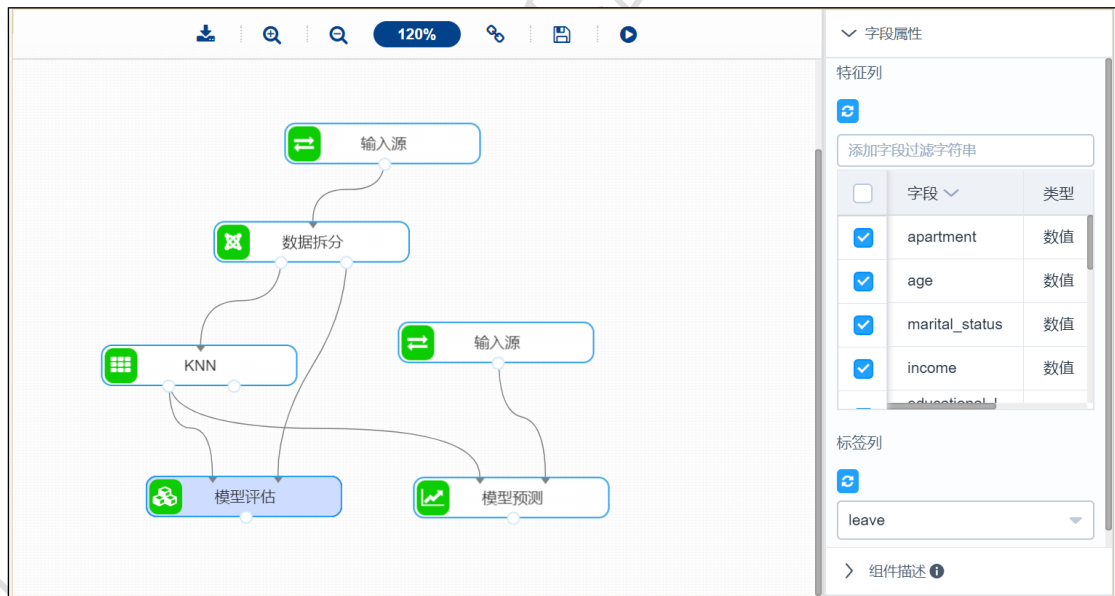 120%
输入源
数据拆分
输入源
KNN
模型评估
模型预测
字段属性
特征列
添加字段过滤字符串
字段 类型
apartment 数值
age 数值
marital_status 数值
income 数值
标签列
leave
组件描述